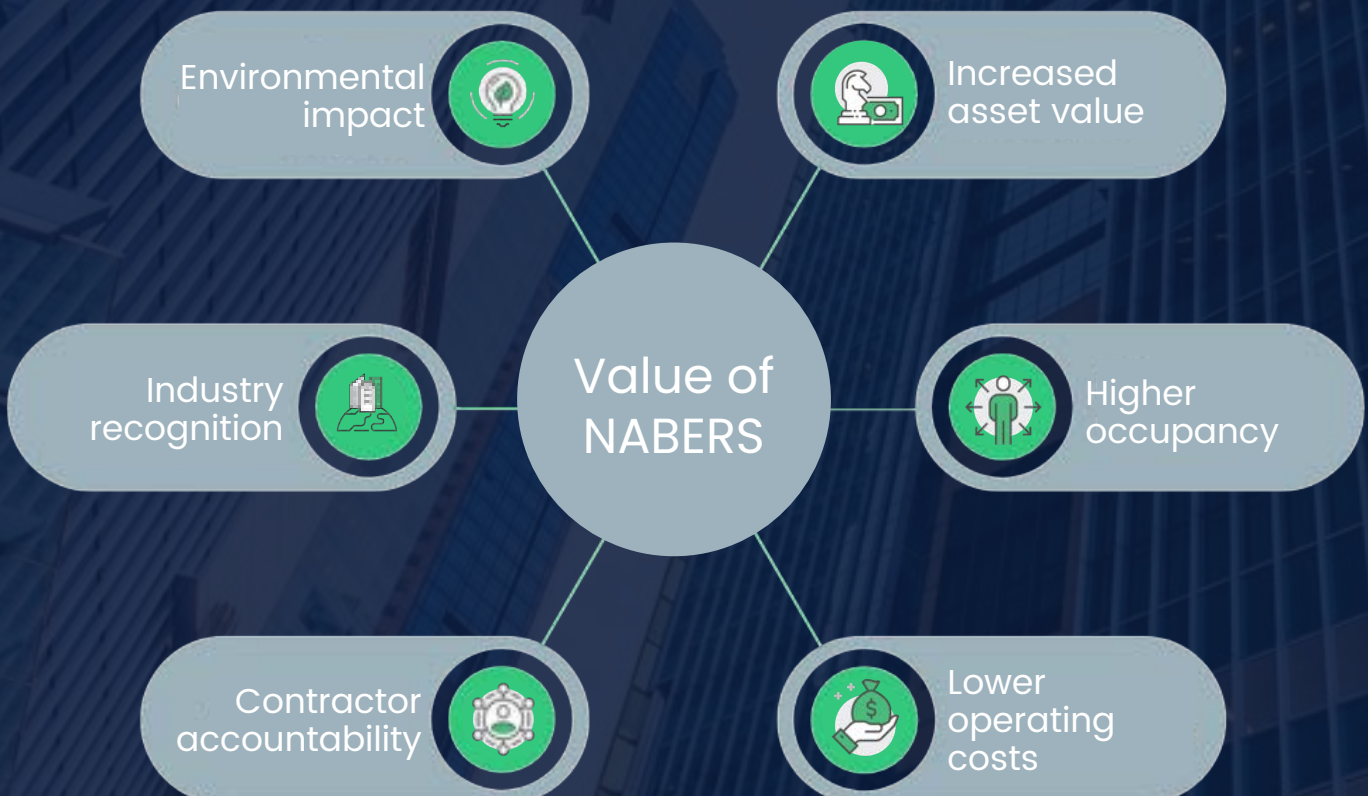 Environmental
impact
Increased
asset value
Industry
recognition
Value of
NABERS
Higher
occupancy
Contractor
accountability
Lower
operating
costs